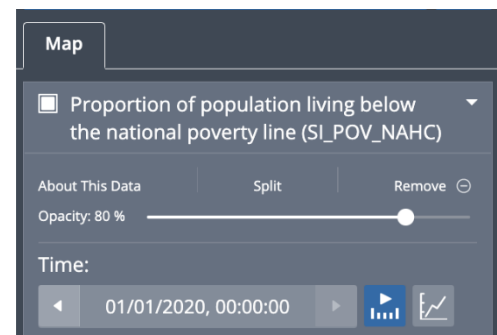 Map
Proportion of population living below
the national poverty line (SI_POV_NAHC)
About This Data Split Remove
Opacity: 80 %
Time:
01/01/2020, 00:00:00